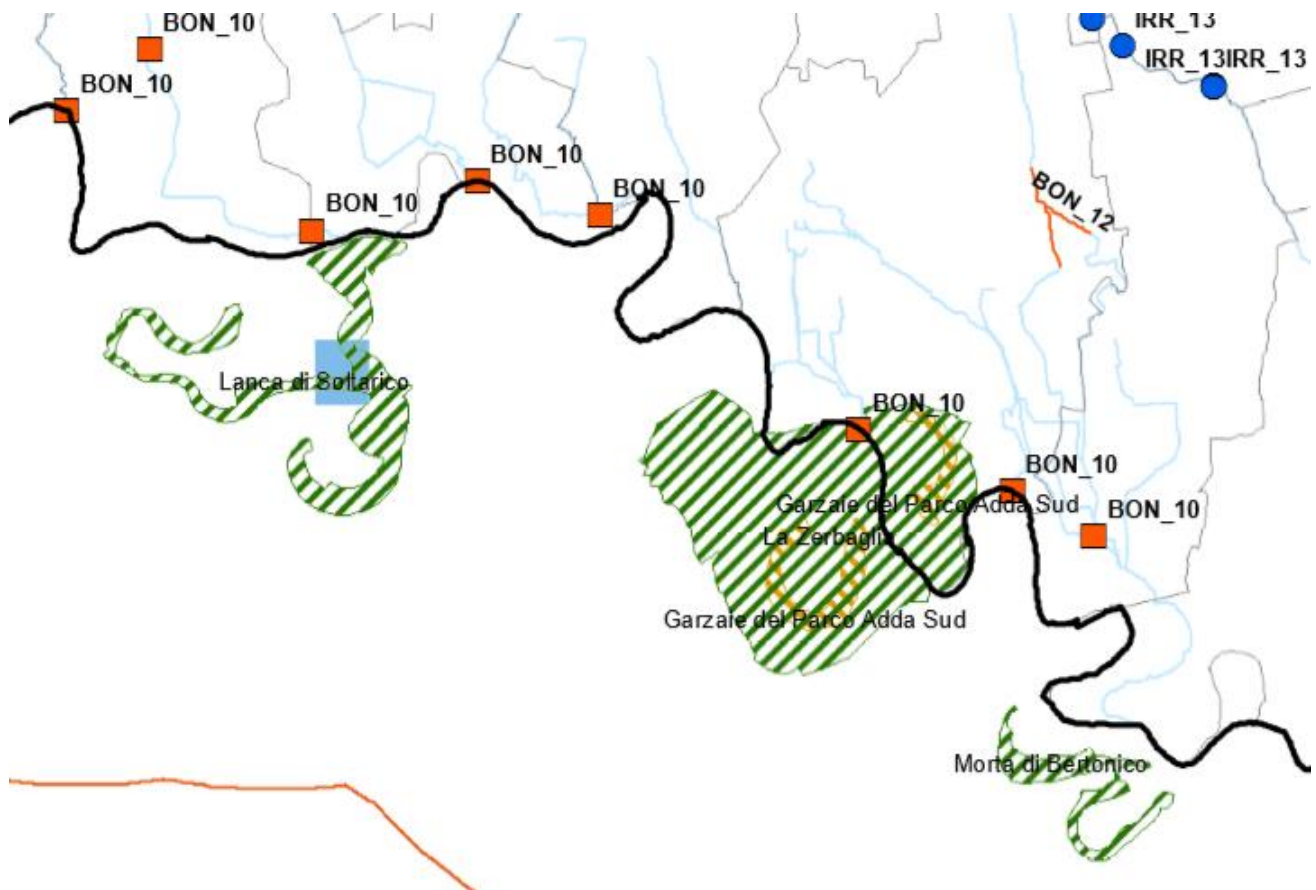 BON_10
IRR_13
IRR_13IRR_13
BON_10
BON_10
BON_10
BON_10
BON_12
Lanca di Soltarico
BON_10
BON_10
Garzaie del Parco Adda Sud
BON_10
La Zerbaglia
Garzaie del Parco Adda Sud
Morta di Bertonico